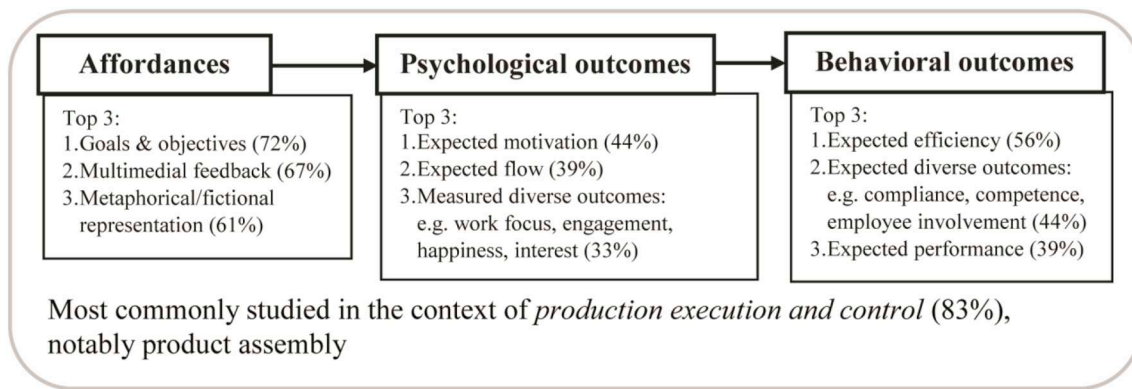 Affordances
Top 3:
1.Goals & objectives (72%)
2.Multimedial feedback (67%)
3.Metaphorical/fictional
representation (61%)
Psychological outcomes
Top 3:
1.Expected motivation (44%)
2.Expected flow (39%)
3.Measured diverse outcomes:
e.g. work focus, engagement,
happiness, interest (33%)
Behavioral outcomes
Top 3:
1.Expected efficiency (56%)
2.Expected diverse outcomes:
e.g. compliance, competence,
employee involvement (44%)
3.Expected performance (39%)
Most commonly studied in the context of production execution and control (83%),
notably product assembly